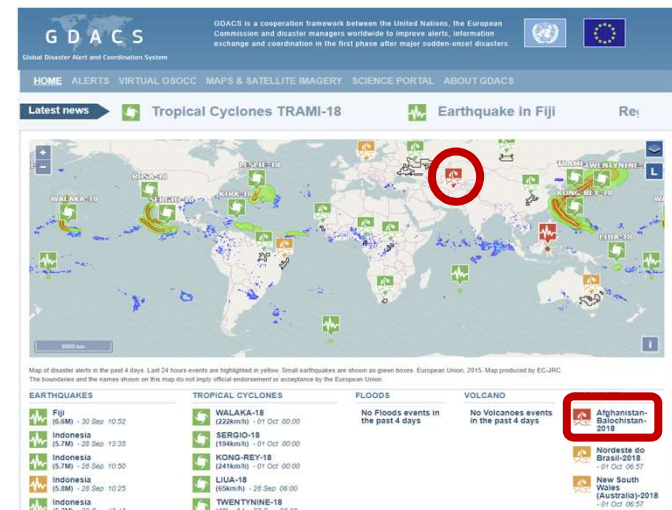 GDACS
Global Disaster Alert and Coordination System
GDACS is a cooperation framework between the United Nations, the European
Commission and disaster managers worldwide to improve alerts, information
exchange and coordination in the first phase after major sudden-onset disasters.
HOME ALERTS VIRTUAL OSOCC MAPS & SATELLITE IMAGERY SCIENCE PORTAL ABOUT GDACS
Latest news Tropical Cyclones TRAMI-18 Earthquake in Fiji
+
-
L
ROSA-18
LESLIE-18
WALAKA-18
SERGIO-18
KIRK-18
KONG-REY-18
LIUA-18
5000 km
i
Map of disaster alerts in the past 4 days. Last 24 hours events are highlighted in yellow. Small earthquakes are shown as green boxes. European Union, 2015. Map produced by EC-JRC.
The boundaries and the names shown on this map do not imply official endorsement or acceptance by the European Union.
EARTHQUAKES
Fiji
(6.6M) - 30 Sep 10:52
Indonesia
(5.7M) - 28 Sep 13:35
Indonesia
(5.7M) - 28 Sep 10:50
Indonesia
(5.8M) - 28 Sep 10:25
Indonesia
TROPICAL CYCLONES
WALAKA-18
(222km/h) - 01 Oct 00:00
SERGIO-18
(194km/h) - 01 Oct 00:00
KONG-REY-18
(241km/h) - 01 Oct 00:00
LIUA-18
(65km/h) - 26 Sep 06:00
TWENTYNINE-18
FLOODS
No Floods events in
the past 4 days
VOLCANO
No Volcanoes events
in the past 4 days
Afghanistan-
Balochistan-
2018
Nordeste do
Brasil-2018
- 01 Oct 06:57
New South
Wales
(Australia)-2018
- 01 Oct 06:57